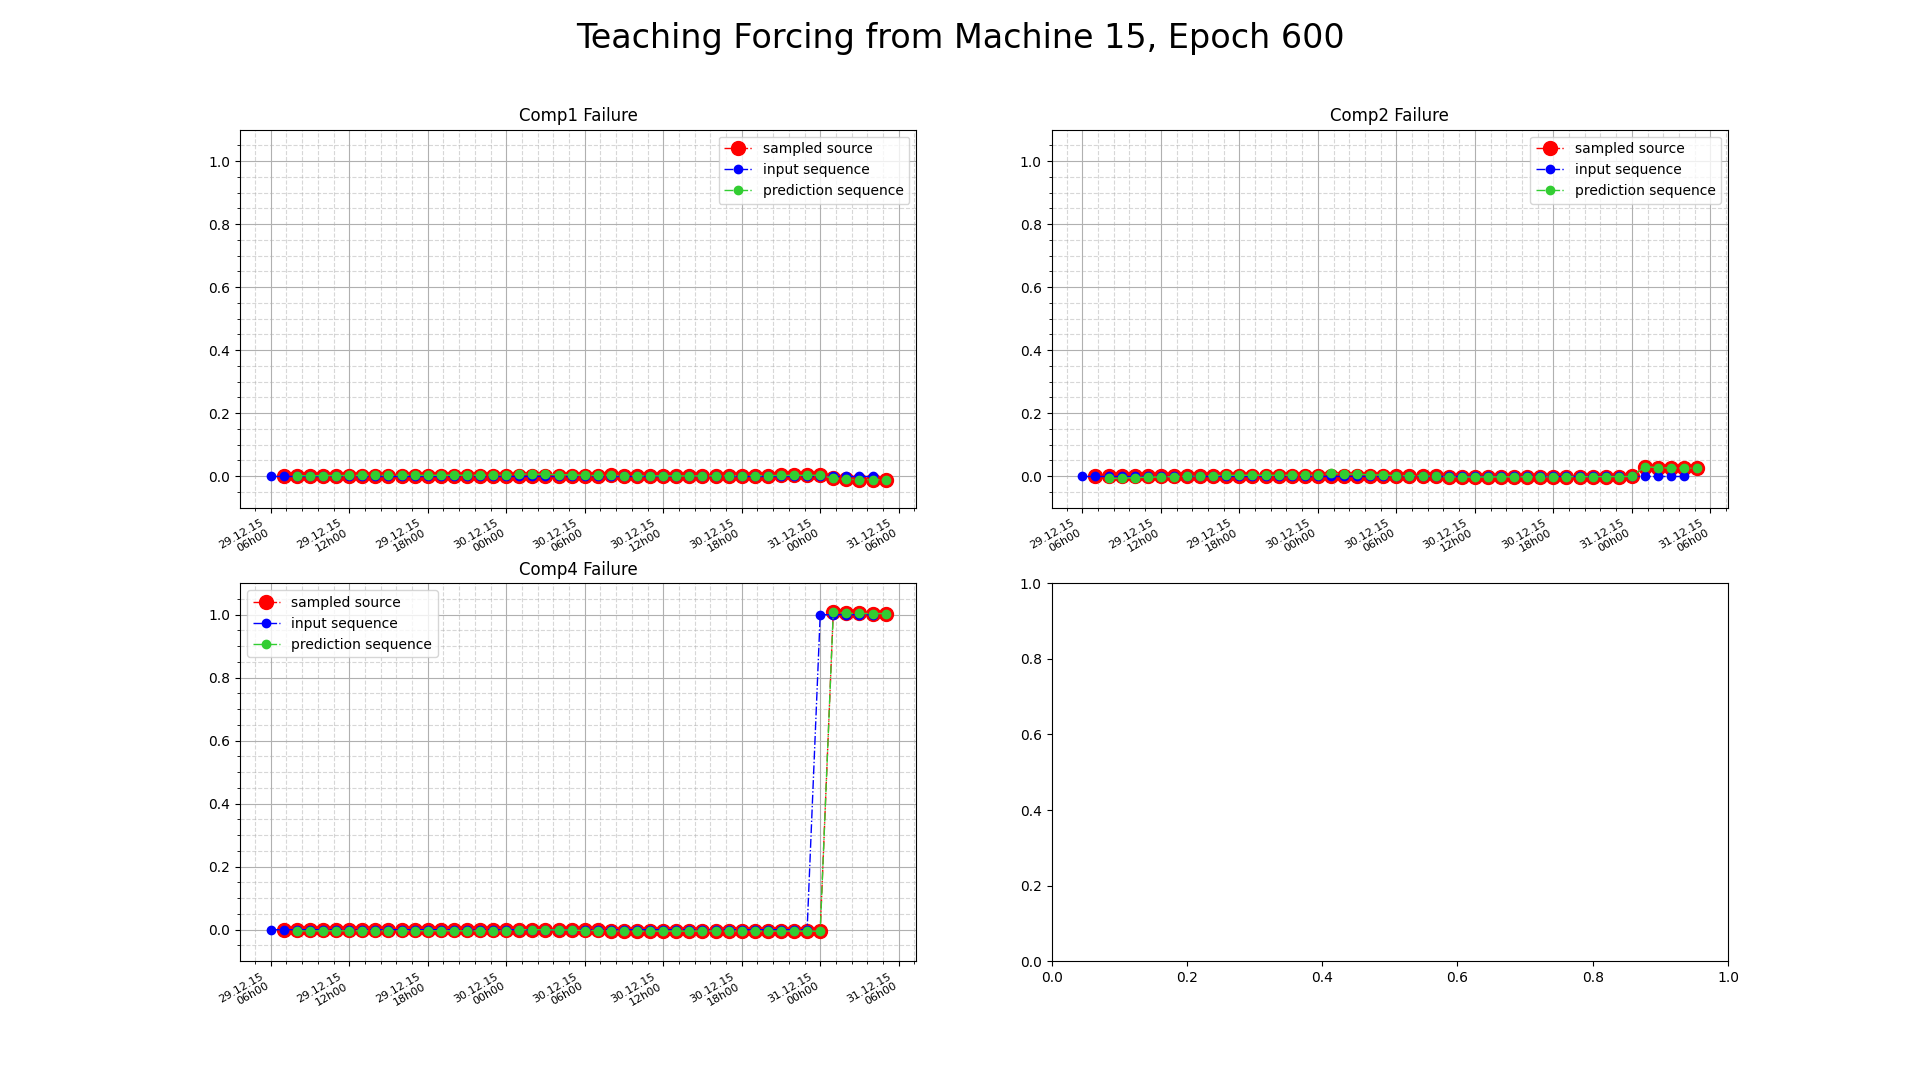 Teaching Forcing from Machine 15, Epoch 600
Comp1 Failure
1.0
0.8
0.6
0.4
0.2
0.0
sampled source
input sequence
prediction sequence
29.12.15
06h00
29.12.15
12h00
29.12.15
18h00
30.12.15
00h00
30.12.15
06h00
30.12.15
12h00
30.12.15
18h00
31.12.15
00h00
31.12.15
06h00
Comp2 Failure
1.0
0.8
0.6
0.4
0.2
0.0
sampled source
input sequence
prediction sequence
29.12.15
06h00
29.12.15
12h00
29.12.15
18h00
30.12.15
00h00
30.12.15
06h00
30.12.15
12h00
30.12.15
18h00
31.12.15
00h00
31.12.15
06h00
Comp4 Failure
1.0
0.8
0.6
0.4
0.2
0.0
sampled source
input sequence
prediction sequence
29.12.15
06h00
29.12.15
12h00
29.12.15
18h00
30.12.15
00h00
30.12.15
06h00
30.12.15
12h00
30.12.15
18h00
31.12.15
00h00
31.12.15
06h00
1.0
0.8
0.6
0.4
0.2
0.0
0.0 0.2 0.4 0.6 0.8 1.0